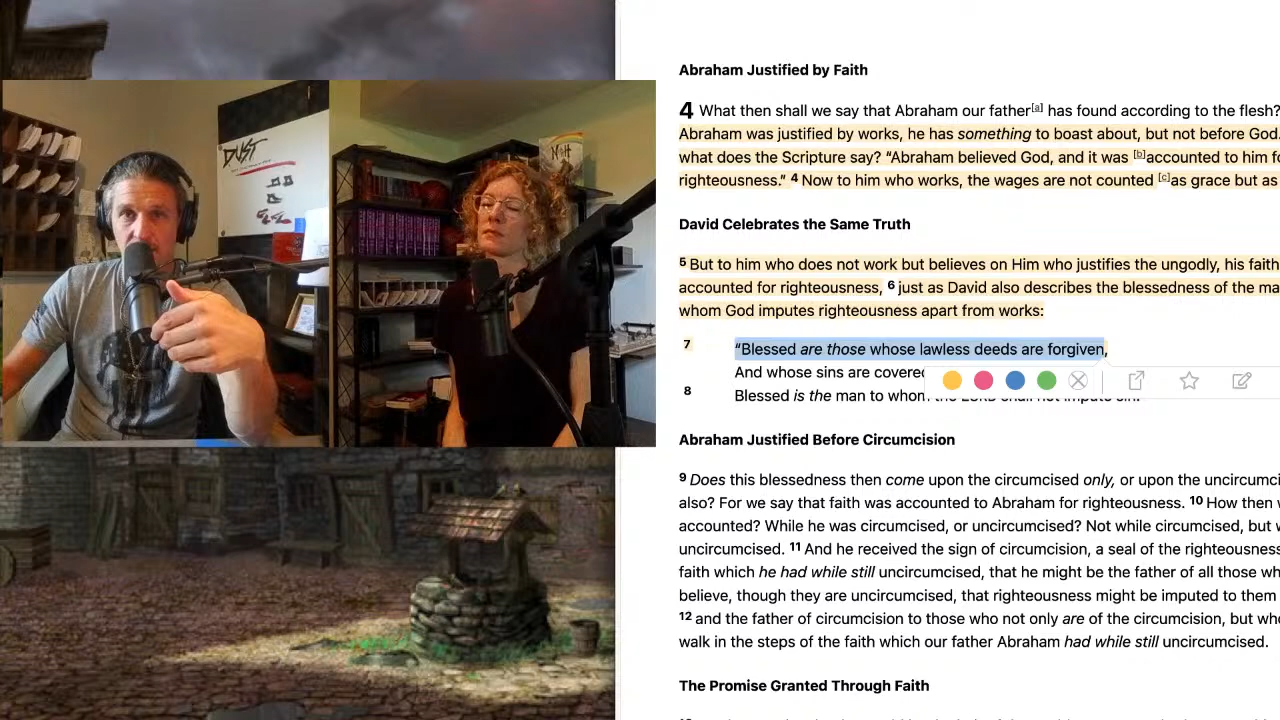 DUST
Abraham Justified by Faith
4 What then shall we say that Abraham our father[a] has found according to the flesh?
Abraham was justified by works, he has something to boast about, but not before God.
what does the Scripture say? “Abraham believed God, and it was [b]accounted to him
righteousness.” 4 Now to him who works, the wages are not counted [c]as grace but as
David Celebrates the Same Truth
5 But to him who does not work but believes on Him who justifies the ungodly, his faith
accounted for righteousness, 6 just as David also describes the blessedness of the
whom God imputes righteousness apart from works:
7 “Blessed are those whose lawless deeds are forgiven,
And whose sins are
8 Blessed is the man to whom the LORD shall not impute sin.
Abraham Justified Before Circumcision
9 Does this blessedness then come upon the circumcised only, or upon the
also? For we say that faith was accounted to Abraham for righteousness. 10 How then
accounted? While he was circumcised, or uncircumcised? Not while circumcised, but
uncircumcised. 11 And he received the sign of circumcision, a seal of the righteousness
faith which he had while still uncircumcised, that he might be the father of all those
believe, though they are uncircumcised, that righteousness might be imputed to them
12 and the father of circumcision to those who not only are of the circumcision, but
walk in the steps of the faith which our father Abraham had while still uncircumcised.
The Promise Granted Through Faith